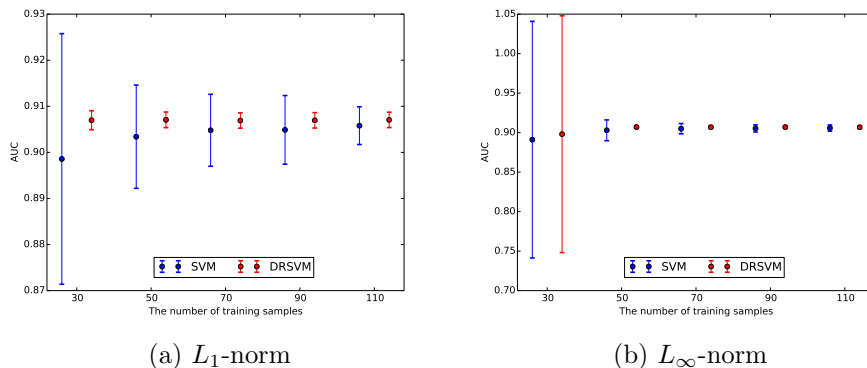 0.93
0.92
0.91
0.90
0.89
0.88
0.87
AUC
SVM DRSVM
30 50 70 90 110
The number of training samples
(a) L₁-norm
1.05
1.00
0.95
0.90
0.85
0.80
0.75
0.70
AUC
SVM DRSVM
30 50 70 90 110
The number of training samples
(b) L∞-norm